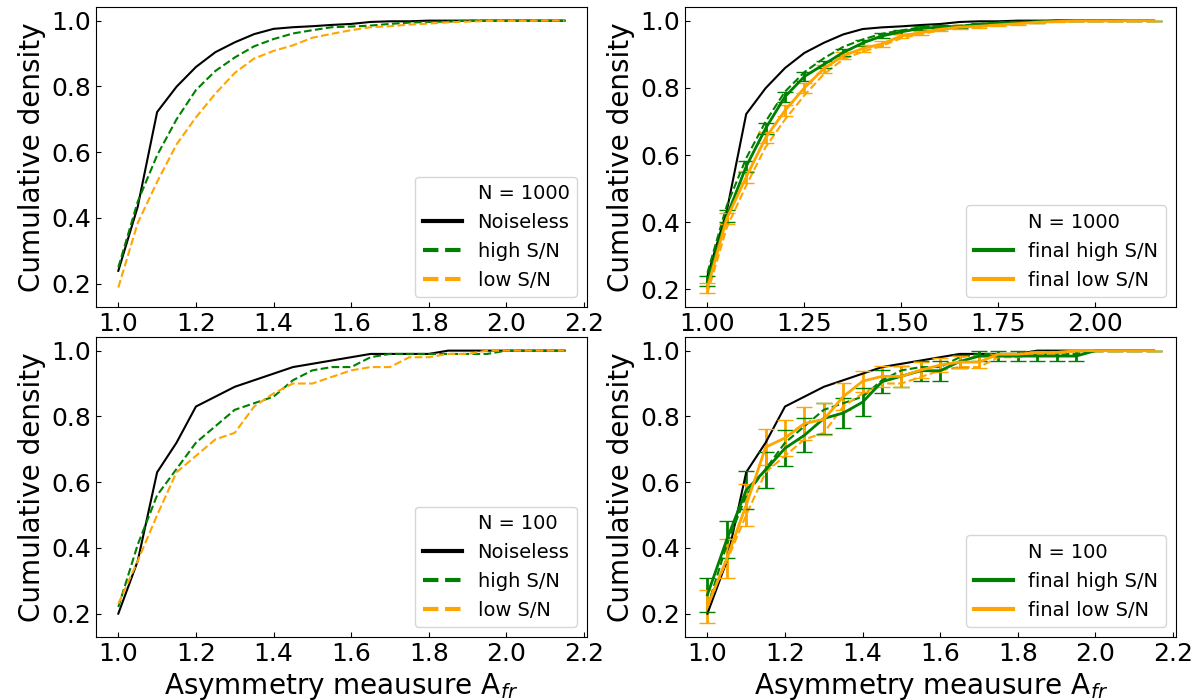 Cumulative density
1.0
0.8
0.6
0.4
0.2
N = 1000
Noiseless
high S/N
low S/N
1.0 1.2 1.4 1.6 1.8 2.0 2.2
Cumulative density
1.0
0.8
0.6
0.4
0.2
N = 1000
final high S/N
final low S/N
1.00 1.25 1.50 1.75 2.00
Cumulative density
1.0
0.8
0.6
0.4
0.2
N = 100
Noiseless
high S/N
low S/N
1.0 1.2 1.4 1.6 1.8 2.0 2.2
Asymmetry meausure A_fr
Cumulative density
1.0
0.8
0.6
0.4
0.2
N = 100
final high S/N
final low S/N
1.0 1.2 1.4 1.6 1.8 2.0 2.2
Asymmetry meausure A_fr